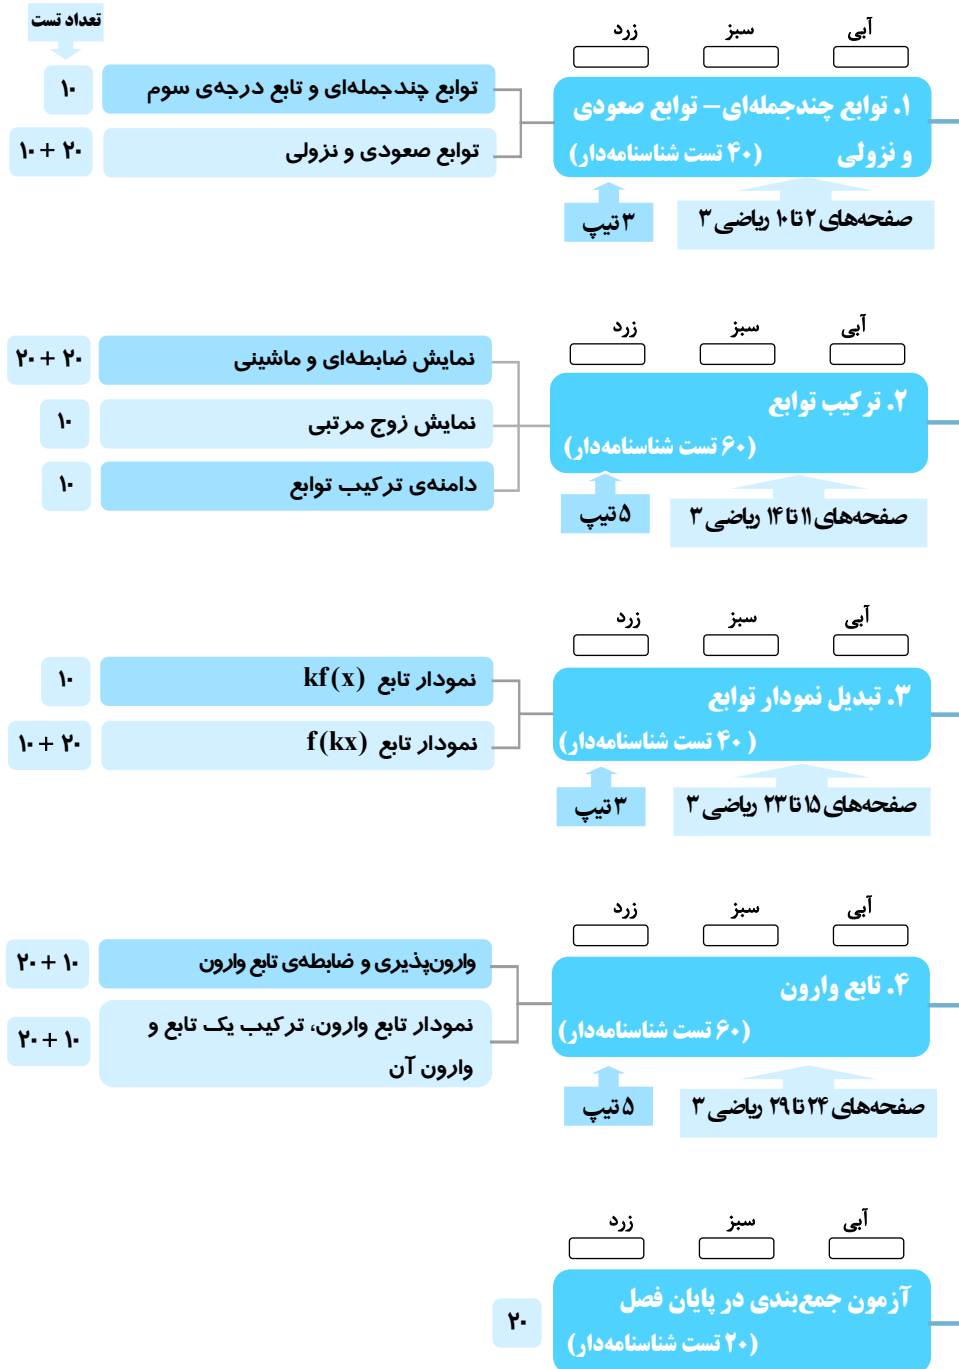 تعداد تست
آبی سبز زرد
۱. توابع چندجمله‌ای – توابع صعودی
و نزولی (۴۰ تست شناسنامه‌دار)
توابع چندجمله‌ای و تابع درجه‌ی سوم ۱۰
توابع صعودی و نزولی ۱۰ + ۲۰
صفحه‌های ۲ تا ۱۰ ریاضی ۳
۳ تیپ
آبی سبز زرد
۲. ترکیب توابع
(۶۰ تست شناسنامه‌دار)
نمایش ضابطه‌ای و ماشینی ۲۰ + ۲۰
نمایش زوج مرتبی ۱۰
دامنه‌ی ترکیب توابع ۱۰
صفحه‌های ۱۱ تا ۱۴ ریاضی ۳
۵ تیپ
آبی سبز زرد
۳. تبدیل نمودار توابع
(۴۰ تست شناسنامه‌دار)
نمودار تابع kf(x) ۱۰
نمودار تابع f(kx) ۱۰ + ۲۰
صفحه‌های ۱۵ تا ۲۳ ریاضی ۳
۳ تیپ
آبی سبز زرد
۴. تابع وارون
(۶۰ تست شناسنامه‌دار)
وارون‌پذیری و ضابطه‌ی تابع وارون ۲۰ + ۱۰
نمودار تابع وارون، ترکیب یک تابع و
وارون آن ۲۰ + ۱۰
صفحه‌های ۲۴ تا ۲۹ ریاضی ۳
۵ تیپ
آبی سبز زرد
آزمون جمع‌بندی در پایان فصل
(۲۰ تست شناسنامه‌دار)
۲۰